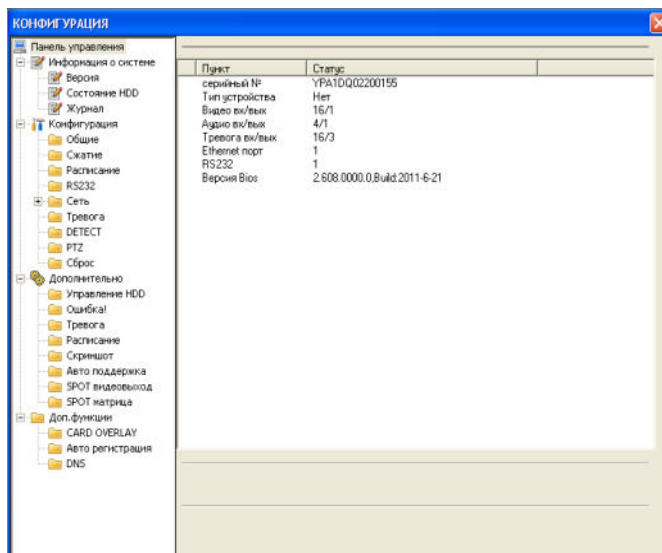 КОНФИГУРАЦИЯ
Панель управления
Информация о системе
Версия
Состояние HDD
Журнал
Конфигурация
Общие
Сжатие
Расписание
RS232
Сеть
Тревога
DETECT
PTZ
Сброс
Дополнительно
Управление HDD
Ошибка!
Тревога
Расписание
Скриншот
Авто поддержка
SPOT видеовыход
SPOT матрица
Доп.функции
CARD OVERLAY
Авто регистрация
DNS
Пункт Статус
серийный № YPA1DQ02200155
Тип устройства Нет
Видео вх/вых 16/1
Аудио вх/вых 4/1
Тревога вх/вых 16/3
Ethernet порт 1
RS232 1
Версия Bios 2.608.0000.0,Build:2011-6-21